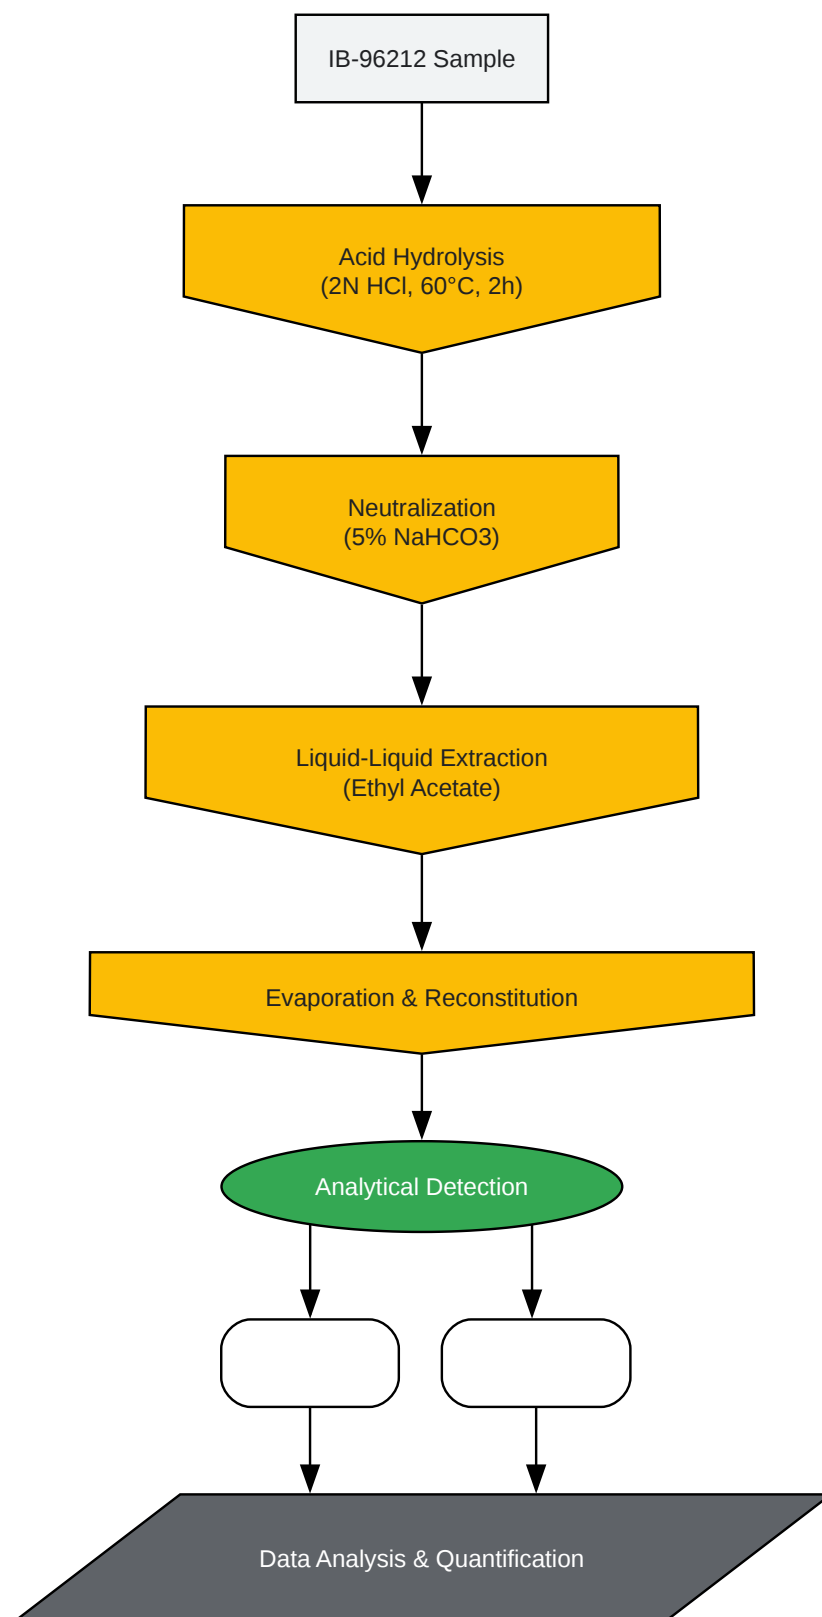 IB-96212 Sample
Acid Hydrolysis
(2N HCl, 60°C, 2h)
Neutralization
(5% NaHCO3)
Liquid-Liquid Extraction
(Ethyl Acetate)
Evaporation & Reconstitution
Analytical Detection
Data Analysis & Quantification